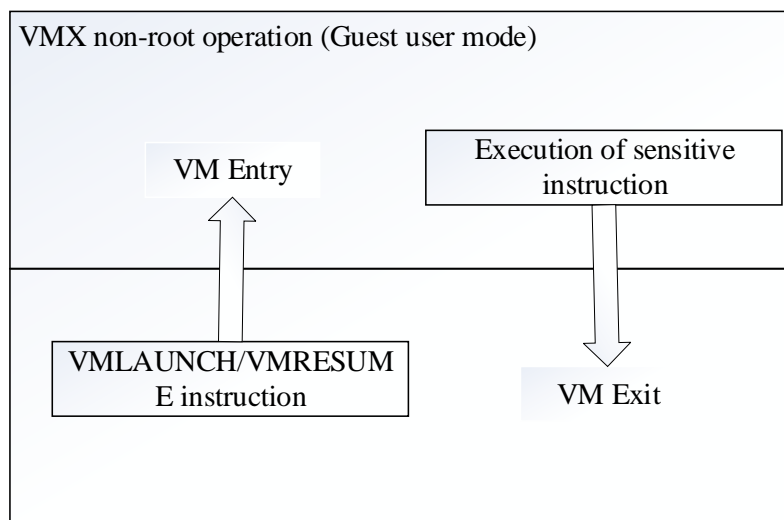 VMX non-root operation (Guest user mode)
VM Entry
Execution of sensitive
instruction
VMLAUNCH/VMRESUM
E instruction
VM Exit